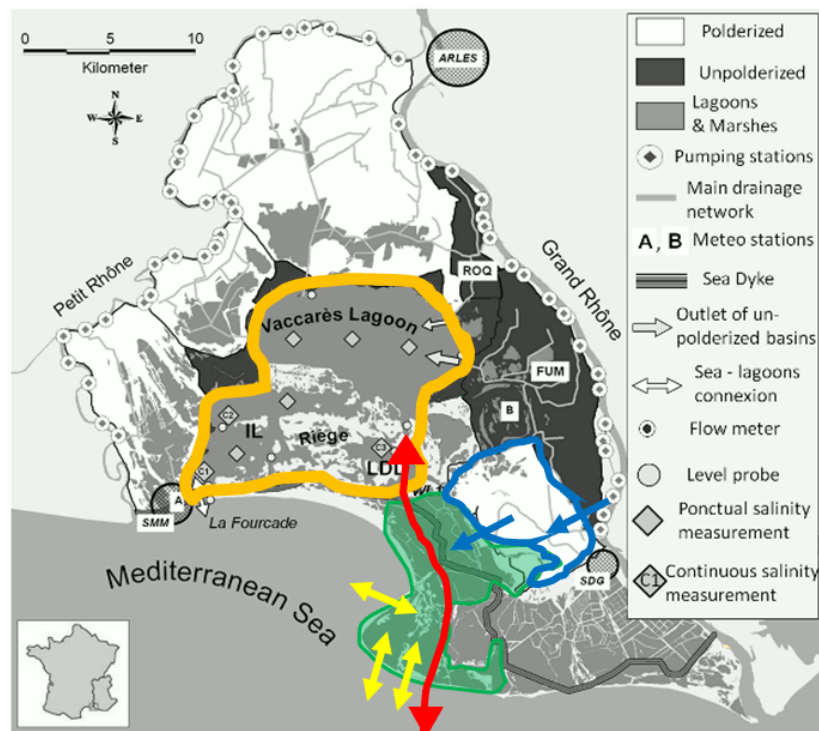 0 5 10
Kilometer
N
W E
S
ARLES
Petit Rhône
Grand Rhône
ROQ
Vaccarès Lagoon
FUM
B
C2
IL
Riège
C3
LDL
C1
A
SMM
La Fourcade
SDG
Mediterranean Sea
Polderized
Unpolderized
Lagoons
& Marshes
Pumping stations
Main drainage
network
A, B Meteo stations
Sea Dyke
Outlet of un-
polderized basins
Sea - lagoons
connexion
Flow meter
Level probe
Ponctual salinity
measurement
C1 Continuous salinity
measurement